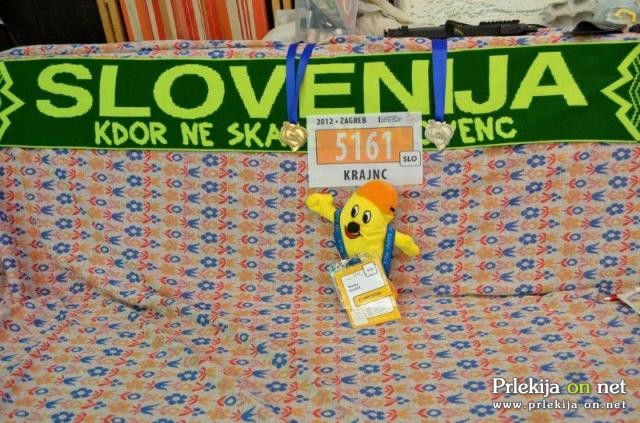 SLOVENIJA
KDOR NE SKA VENC
2012 • ZAGREB
5161
SLO
KRAJNC
Prlekija on net
www.prlekija-on.net